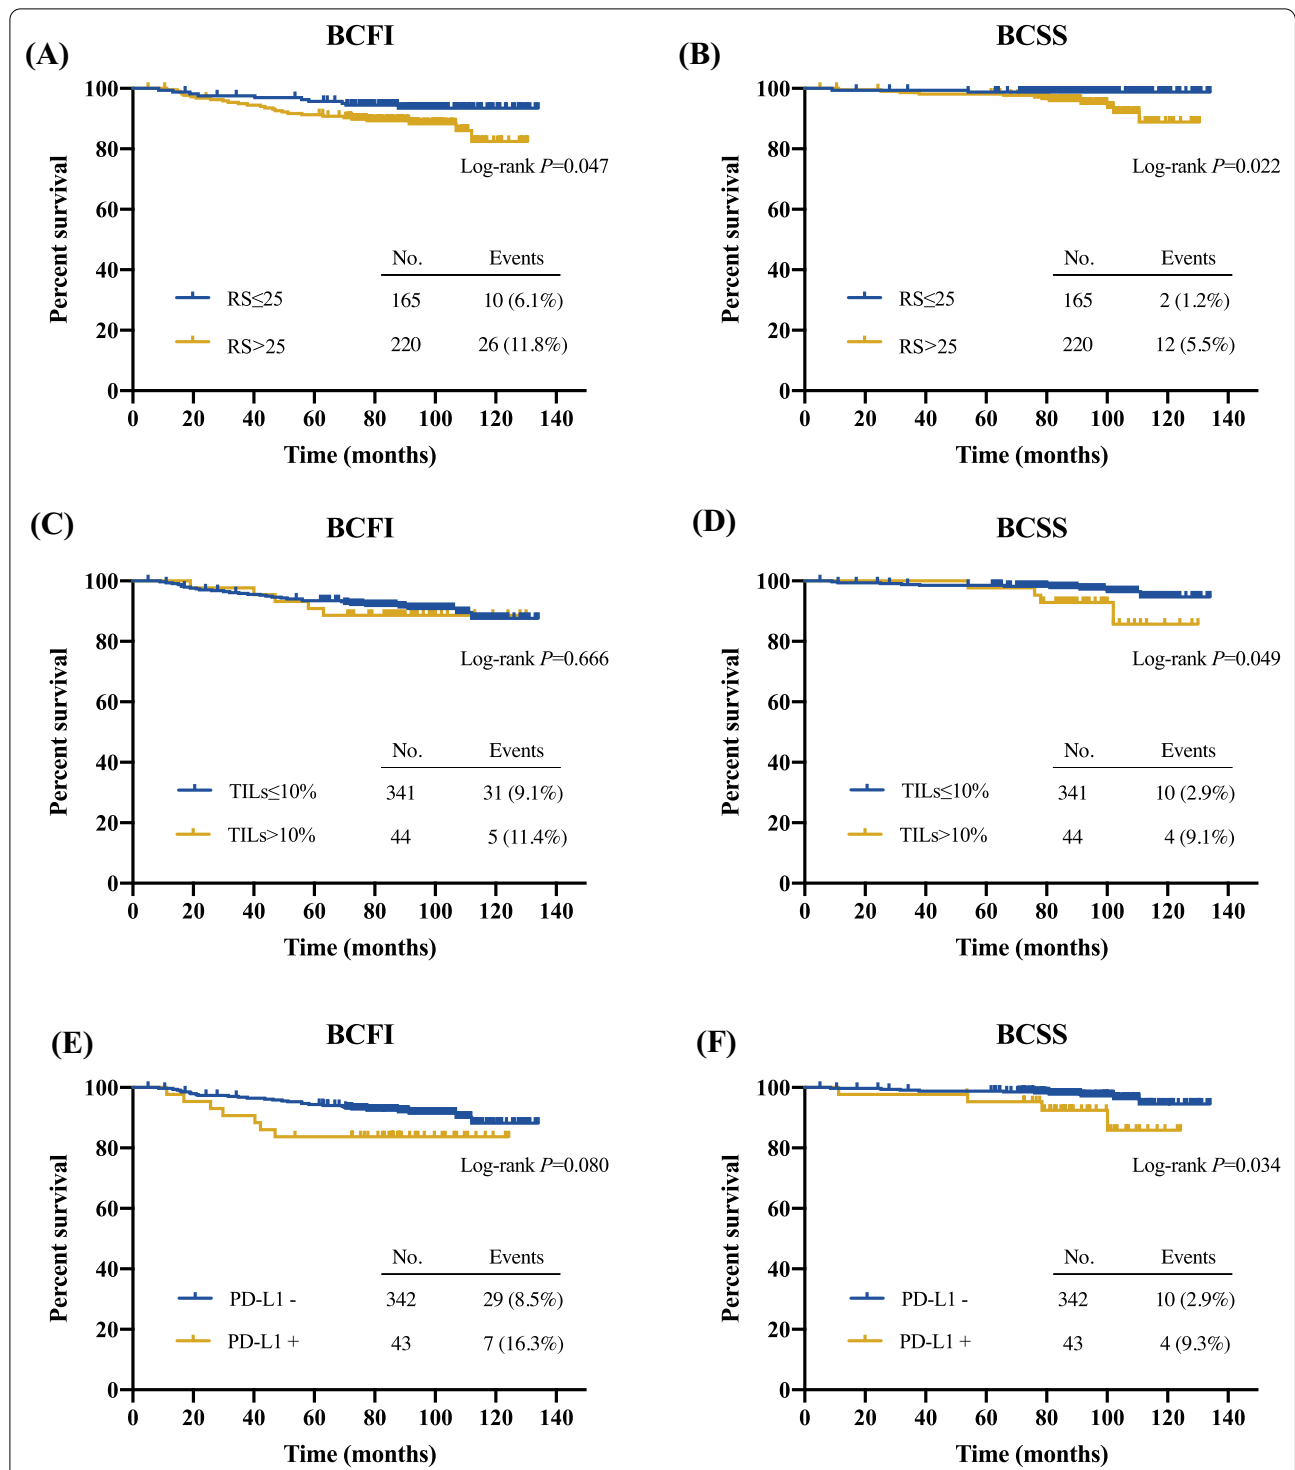 (A) BCFI
100
80
60
40
20
0
Percent survival
Log-rank P=0.047
No. Events
RS≤25 165 10 (6.1%)
RS>25 220 26 (11.8%)
0 20 40 60 80 100 120 140
Time (months)
(B) BCSS
100
80
60
40
20
0
Percent survival
Log-rank P=0.022
No. Events
RS≤25 165 2 (1.2%)
RS>25 220 12 (5.5%)
0 20 40 60 80 100 120 140
Time (months)
(C) BCFI
100
80
60
40
20
0
Percent survival
Log-rank P=0.666
No. Events
TILs≤10% 341 31 (9.1%)
TILs>10% 44 5 (11.4%)
0 20 40 60 80 100 120 140
Time (months)
(D) BCSS
100
80
60
40
20
0
Percent survival
Log-rank P=0.049
No. Events
TILs≤10% 341 10 (2.9%)
TILs>10% 44 4 (9.1%)
0 20 40 60 80 100 120 140
Time (months)
(E) BCFI
100
80
60
40
20
0
Percent survival
Log-rank P=0.080
No. Events
PD-L1 - 342 29 (8.5%)
PD-L1 + 43 7 (16.3%)
0 20 40 60 80 100 120 140
Time (months)
(F) BCSS
100
80
60
40
20
0
Percent survival
Log-rank P=0.034
No. Events
PD-L1 - 342 10 (2.9%)
PD-L1 + 43 4 (9.3%)
0 20 40 60 80 100 120 140
Time (months)